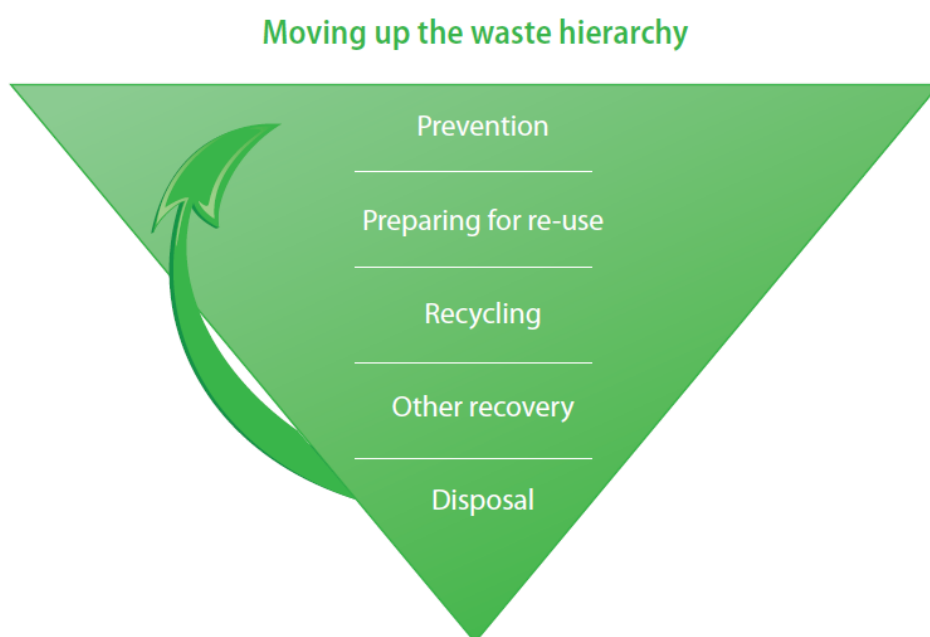 Moving up the waste hierarchy
Prevention
Preparing for re-use
Recycling
Other recovery
Disposal